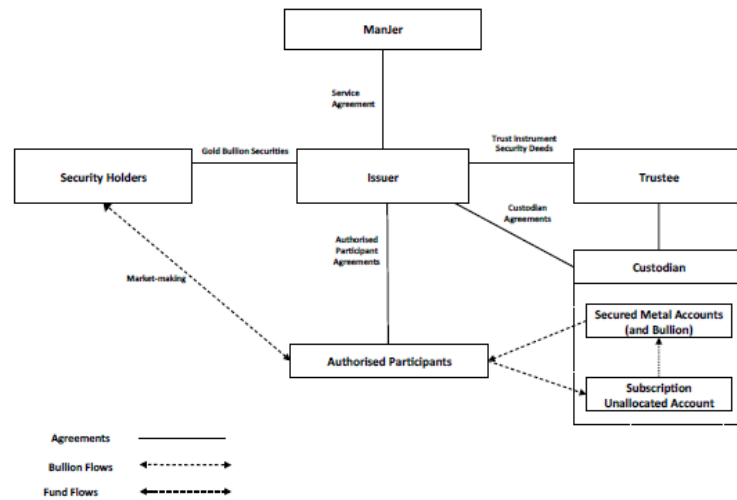 ManJer
Service
Agreement
Gold Bullion Securities
Trust Instrument
Security Deeds
Security Holders
Issuer
Trustee
Custodian
Agreements
Authorised
Participant
Agreements
Custodian
Market-making
Secured Metal Accounts
(and Bullion)
Authorised Participants
Subscription
Unallocated Account
Agreements
Bullion Flows
Fund Flows